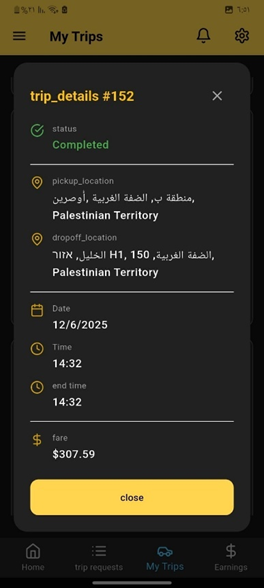 My Trips
trip_details #152
status
Completed
pickup_location
منطقة ب, الضفة الغربية ,أوصرين,
Palestinian Territory
dropoff_location
الضفة الغربية, 150 H1 الخليل, אזור,
Palestinian Territory
Date
12/6/2025
Time
14:32
end time
14:32
$ fare
$307.59
close
Home
trip requests
My Trips
$
Earnings